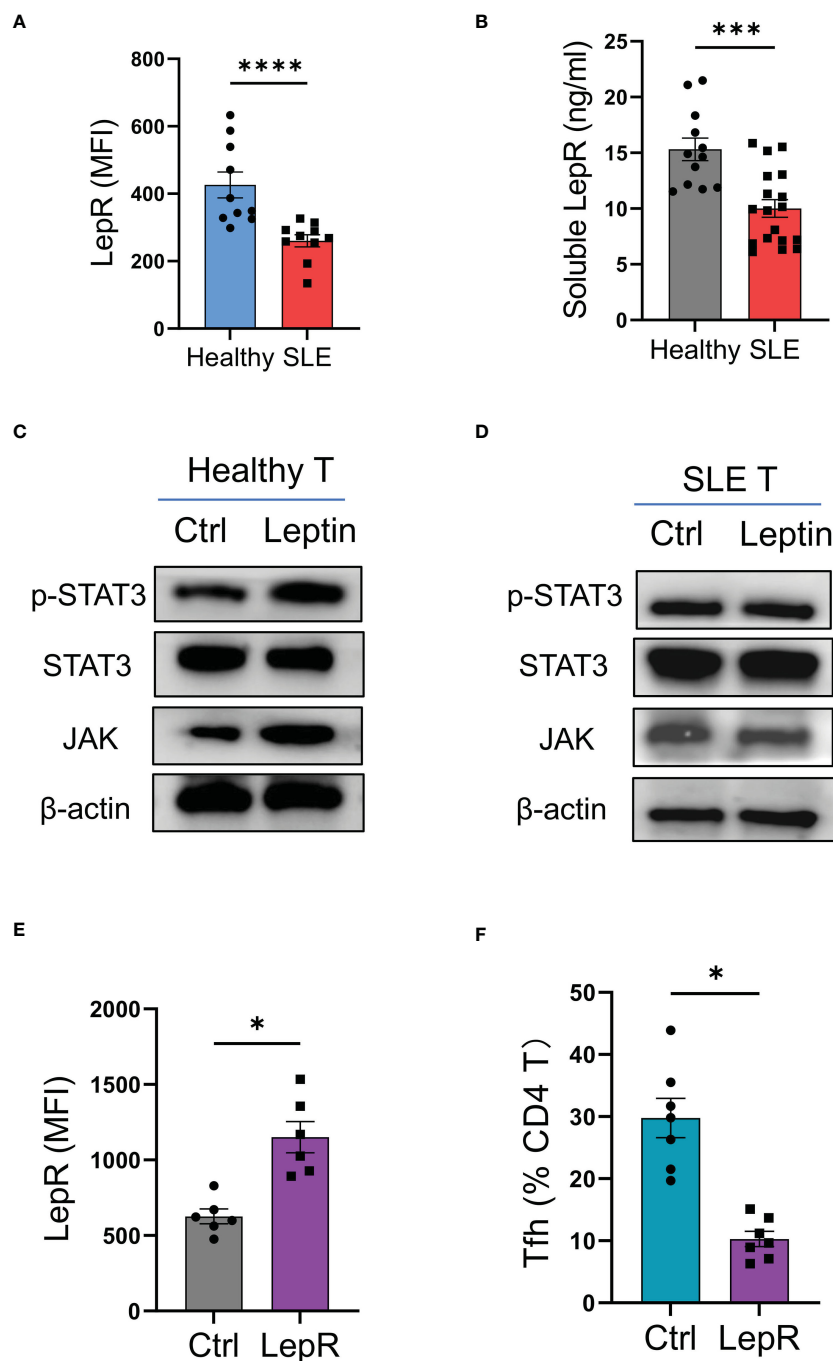 A
LepR (MFI)
800
600
400
200
0
****
Healthy SLE
B
Soluble LepR (ng/ml)
25
20
15
10
5
0
***
Healthy SLE
C
Healthy T
Ctrl Leptin
p-STAT3
STAT3
JAK
β-actin
D
SLE T
Ctrl Leptin
p-STAT3
STAT3
JAK
β-actin
E
LepR (MFI)
2000
1500
1000
500
0
*
Ctrl LepR
F
Tfh (% CD4 T)
50
40
30
20
10
0
*
Ctrl LepR